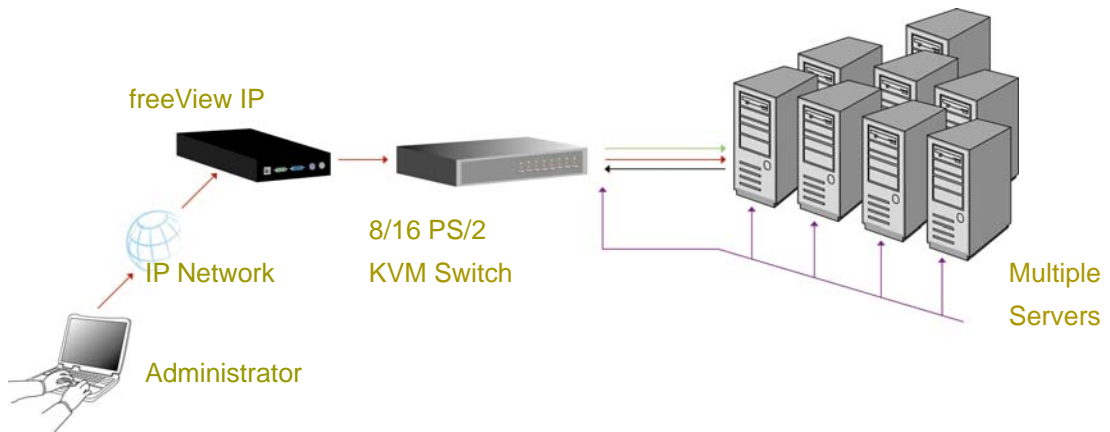 freeView IP
8/16 PS/2
KVM Switch
IP Network
Multiple
Servers
Administrator